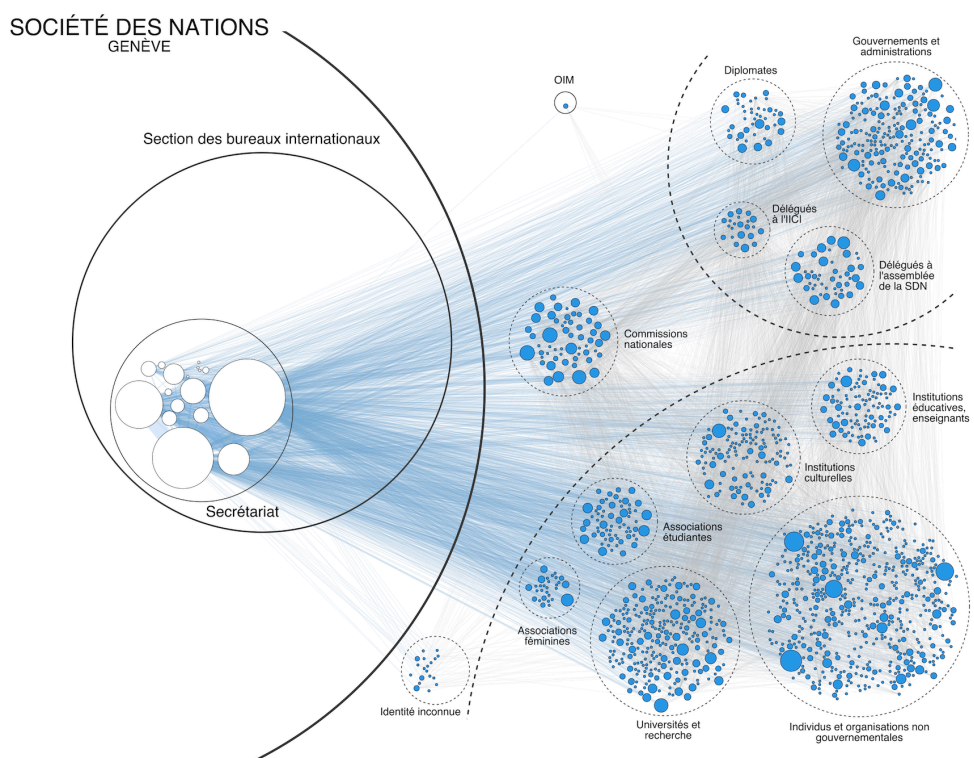 SOCIÉTÉ DES NATIONS
GENÈVE
Section des bureaux internationaux
Secrétariat
OIM
Diplomates
Gouvernements et
administrations
Délégués
à l'IICI
Délégués à
l'assemblée
de la SDN
Commissions
nationales
Institutions
éducatives,
enseignants
Institutions
culturelles
Associations
étudiantes
Associations
féminines
Identité inconnue
Universités et
recherche
Individus et organisations non
gouvernementales